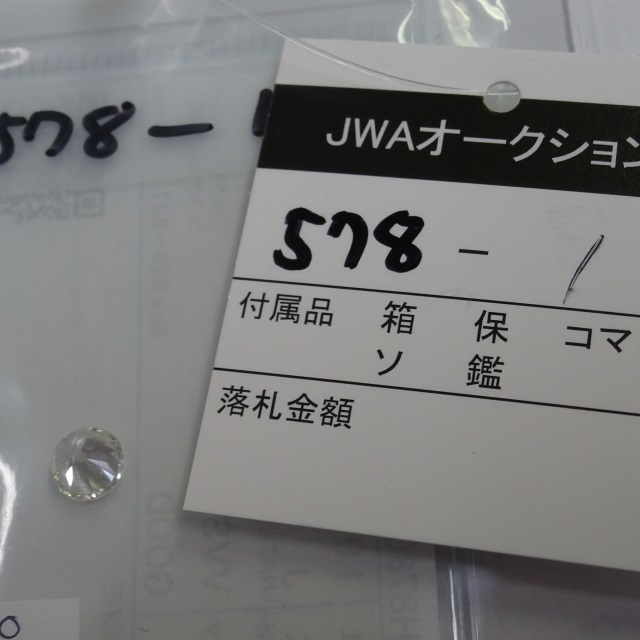 578-1
JWAオークション
578 - 1
付属品 箱 保 コマ
ソ 鑑
落札金額
GOOD